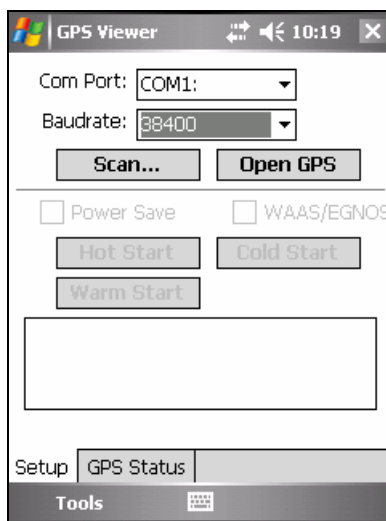 GPS Viewer 10:19
Com Port: COM1:
Baudrate: 38400
Scan... Open GPS
Power Save WAAS/EGNOS
Hot Start Cold Start
Warm Start
Setup GPS Status
Tools